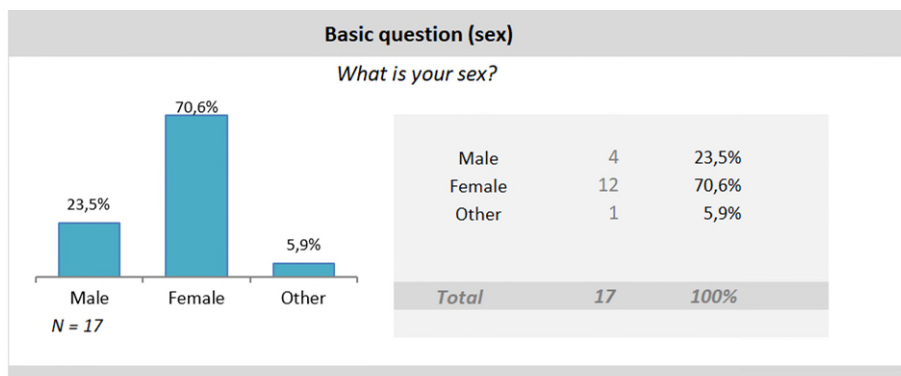 Basic question (sex)
What is your sex?
70,6%
23,5%
5,9%
Male Female Other
N = 17
Male 4 23,5%
Female 12 70,6%
Other 1 5,9%
Total 17 100%